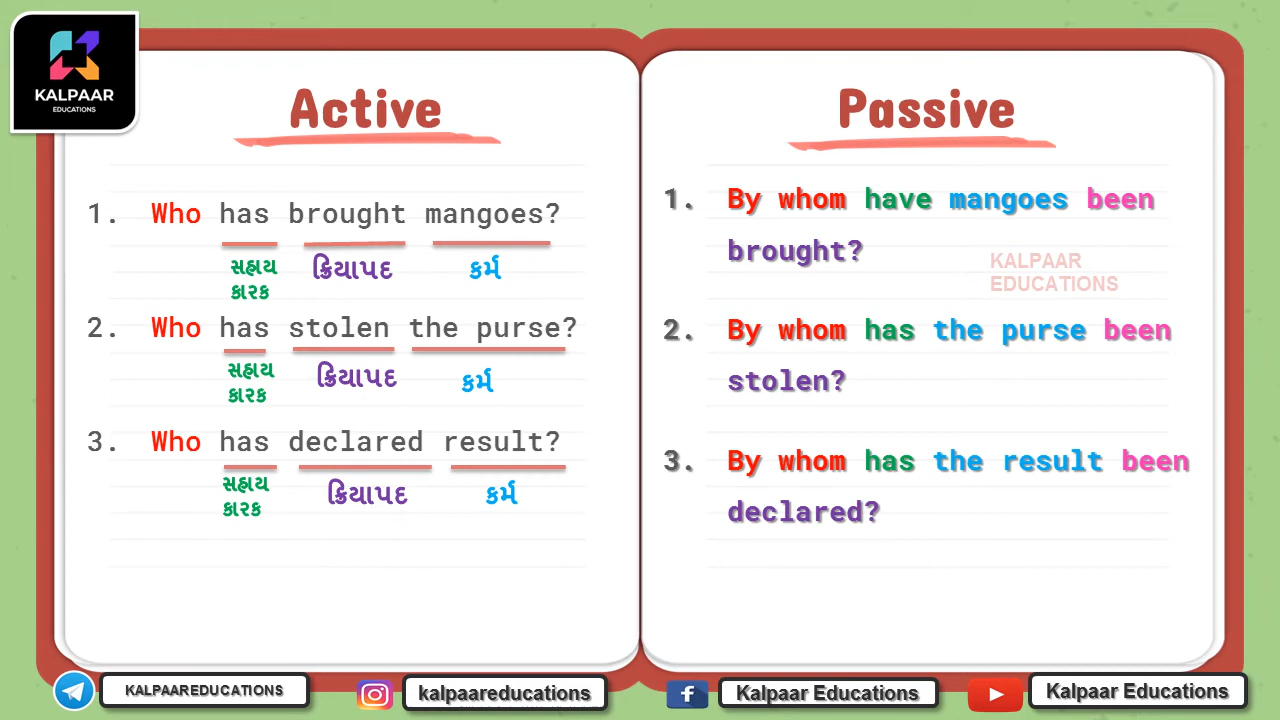 KALPAAR
EDUCATIONS
Active
1. Who has brought mangoes?
સહાય ક્રિયાપદ કર્મ
કારક
2. Who has stolen the purse?
સહાય ક્રિયાપદ કર્મ
કારક
3. Who has declared result?
સહાય ક્રિયાપદ કર્મ
કારક
Passive
1. By whom have mangoes been
brought?
KALPAAR
EDUCATIONS
2. By whom has the purse been
stolen?
3. By whom has the result been
declared?
KALPAAREDUCATIONS
kalpaareducations
Kalpaar Educations
Kalpaar Educations